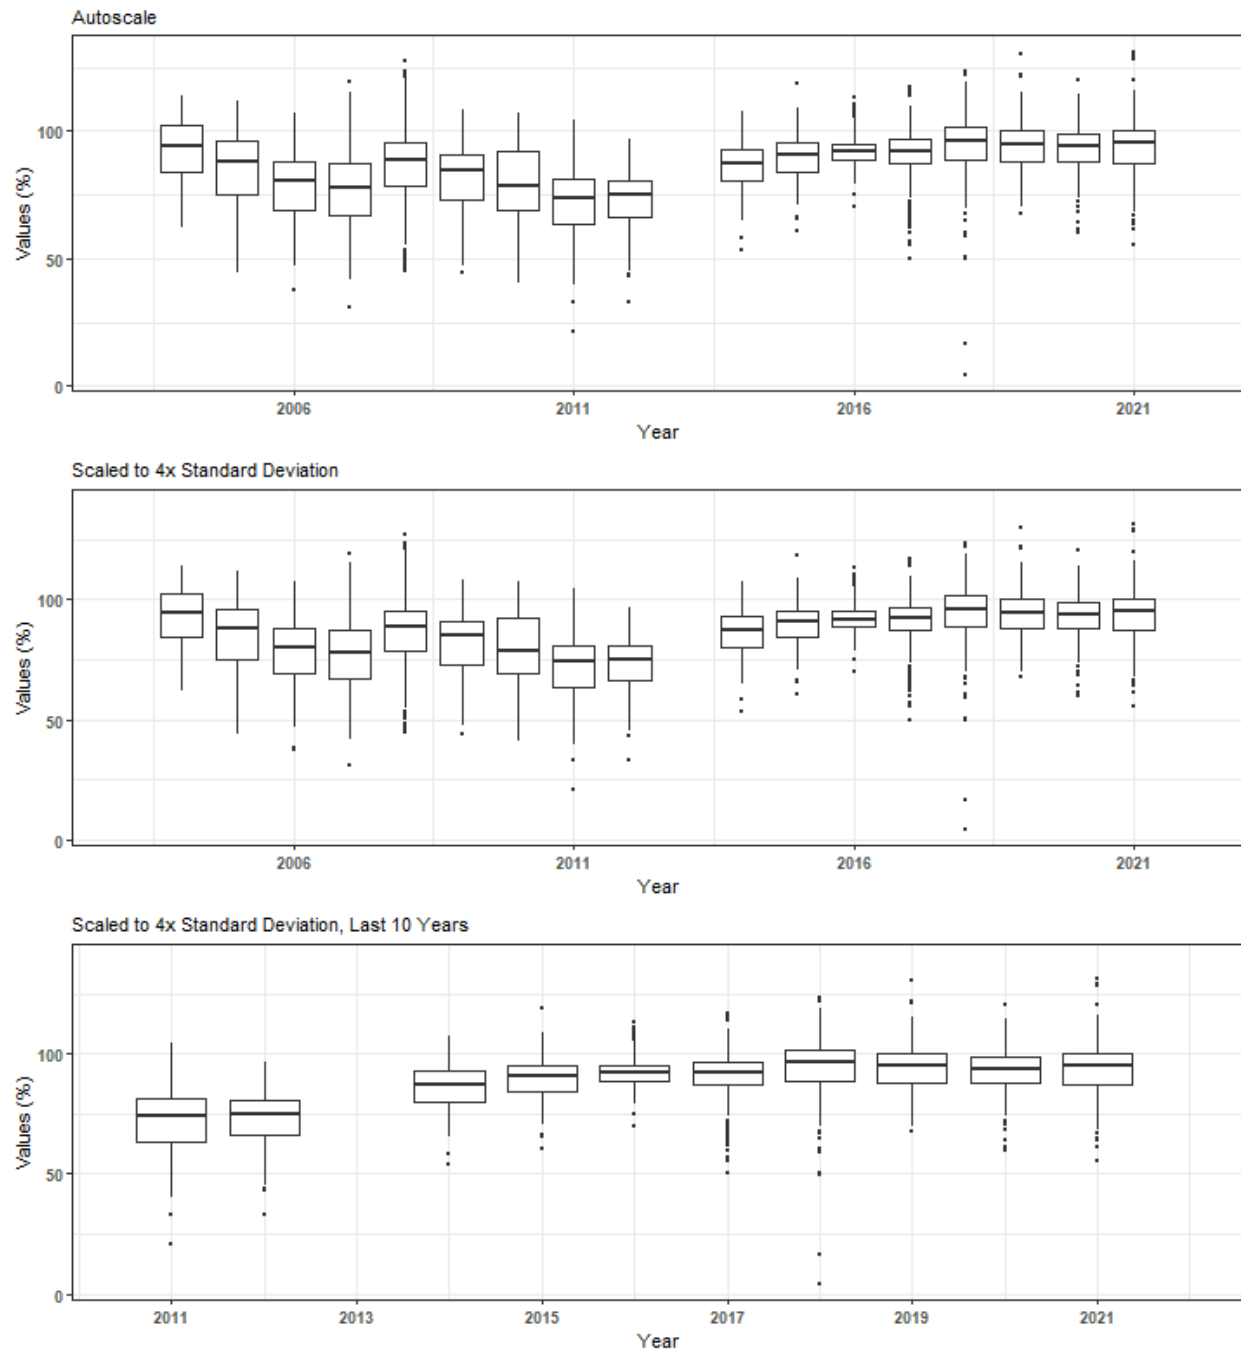 Autoscale
100
50
0
Values (%)
2006 2011 2016 2021
Year
Scaled to 4x Standard Deviation
100
50
0
Values (%)
2006 2011 2016 2021
Year
Scaled to 4x Standard Deviation, Last 10 Years
100
50
0
Values (%)
2011 2013 2015 2017 2019 2021
Year